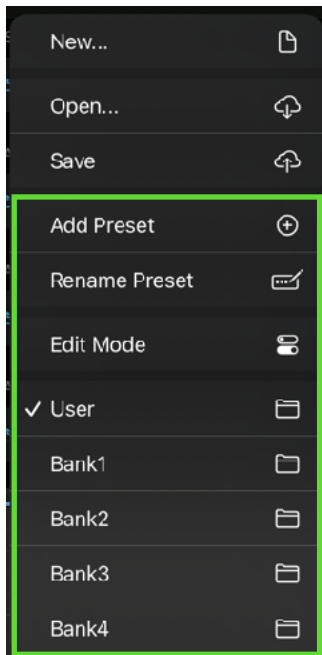 New...
Open...
Save
Add Preset
Rename Preset
Edit Mode
User
Bank1
Bank2
Bank3
Bank4